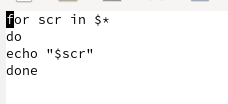 for scr in $*
do
echo "$scr"
done